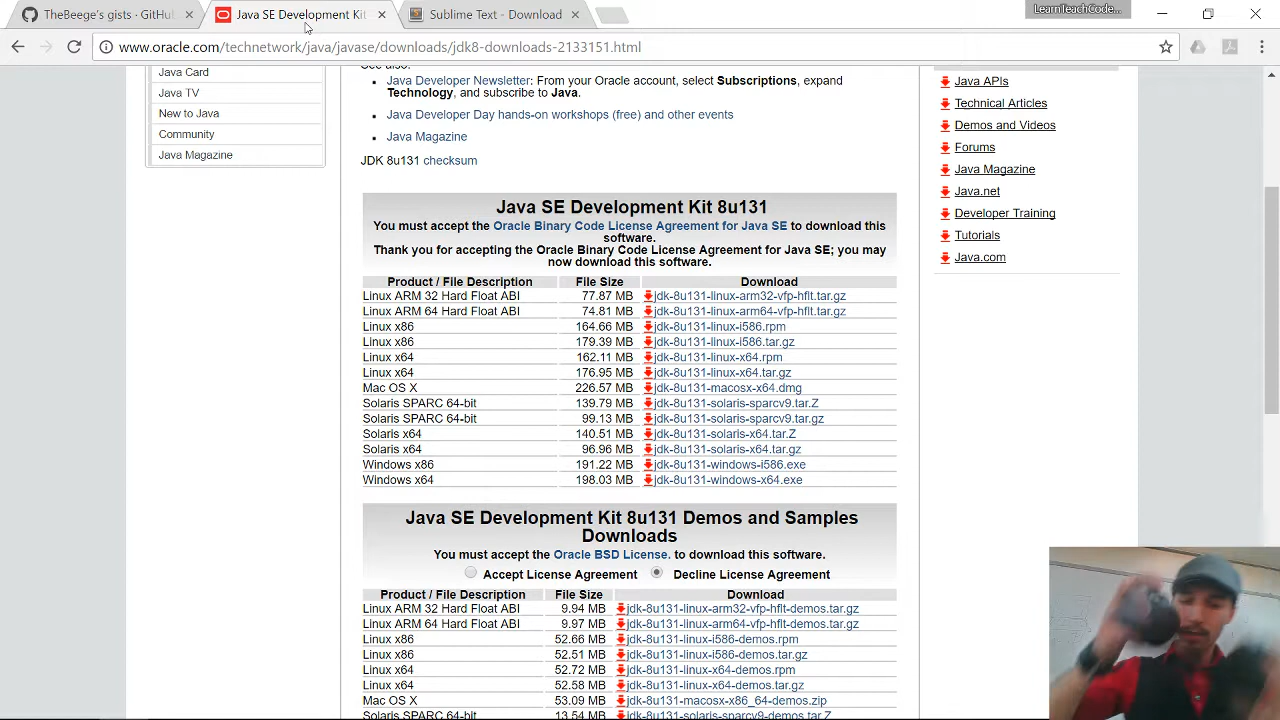 TheBeege's gists · GitHub
Java SE Development Kit
Sublime Text - Download
LearnTeachCode...
www.oracle.com/technetwork/java/javase/downloads/jdk8-downloads-2133151.html
Java Card
Java TV
New to Java
Community
Java Magazine
See also:
Java Developer Newsletter: From your Oracle account, select Subscriptions, expand
Technology, and subscribe to Java.
Java Developer Day hands-on workshops (free) and other events
Java Magazine
JDK 8u131 checksum
Java SE Development Kit 8u131
You must accept the Oracle Binary Code License Agreement for Java SE to download this
software.
Thank you for accepting the Oracle Binary Code License Agreement for Java SE; you may
now download this software.
Product / File Description File Size Download
Linux ARM 32 Hard Float ABI 77.87 MB jdk-8u131-linux-arm32-vfp-hflt.tar.gz
Linux ARM 64 Hard Float ABI 74.81 MB jdk-8u131-linux-arm64-vfp-hflt.tar.gz
Linux x86 164.66 MB jdk-8u131-linux-i586.rpm
Linux x86 179.39 MB jdk-8u131-linux-i586.tar.gz
Linux x64 162.11 MB jdk-8u131-linux-x64.rpm
Linux x64 176.95 MB jdk-8u131-linux-x64.tar.gz
Mac OS X 226.57 MB jdk-8u131-macosx-x64.dmg
Solaris SPARC 64-bit 139.79 MB jdk-8u131-solaris-sparcv9.tar.Z
Solaris SPARC 64-bit 99.13 MB jdk-8u131-solaris-sparcv9.tar.gz
Solaris x64 140.51 MB jdk-8u131-solaris-x64.tar.Z
Solaris x64 96.96 MB jdk-8u131-solaris-x64.tar.gz
Windows x86 191.22 MB jdk-8u131-windows-i586.exe
Windows x64 198.03 MB jdk-8u131-windows-x64.exe
Java SE Development Kit 8u131 Demos and Samples
Downloads
You must accept the Oracle BSD License. to download this software.
Accept License Agreement Decline License Agreement
Product / File Description File Size Download
Linux ARM 32 Hard Float ABI 9.94 MB jdk-8u131-linux-arm32-vfp-hflt-demos.tar.gz
Linux ARM 64 Hard Float ABI 9.97 MB jdk-8u131-linux-arm64-vfp-hflt-demos.tar.gz
Linux x86 52.66 MB jdk-8u131-linux-i586-demos.rpm
Linux x86 52.51 MB jdk-8u131-linux-i586-demos.tar.gz
Linux x64 52.72 MB jdk-8u131-linux-x64-demos.rpm
Linux x64 52.58 MB jdk-8u131-linux-x64-demos.tar.gz
Mac OS X 53.09 MB jdk-8u131-macosx-x86_64-demos.zip
Solaris SPARC 64-bit 13.54 MB jdk-8u131-solaris-sparcv9-demos.tar.Z
Java APIs
Technical Articles
Demos and Videos
Forums
Java Magazine
Java.net
Developer Training
Tutorials
Java.com